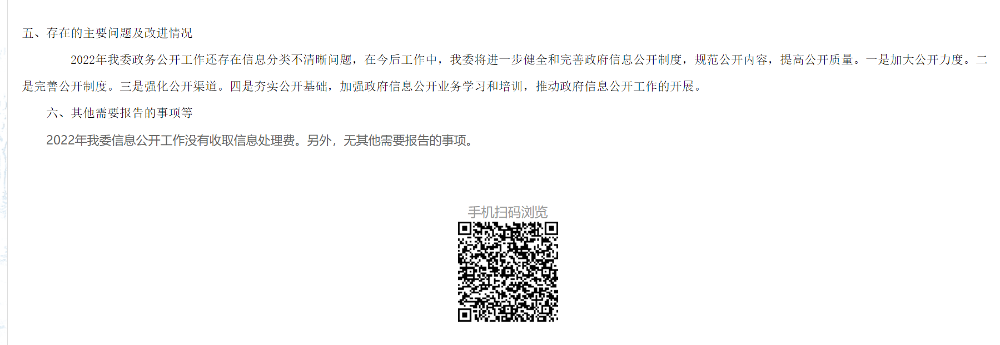 五、存在的主要问题及改进情况
2022年我委政务公开工作还存在信息分类不清晰问题，在今后工作中，我委将进一步健全和完善政府信息公开制度，规范公开内容，提高公开质量。一是加大公开力度。二
是完善公开制度。三是强化公开渠道。四是夯实公开基础，加强政府信息公开业务学习和培训，推动政府信息公开工作的开展。
六、其他需要报告的事项等
2022年我委信息公开工作没有收取信息处理费。另外，无其他需要报告的事项。
手机扫码浏览